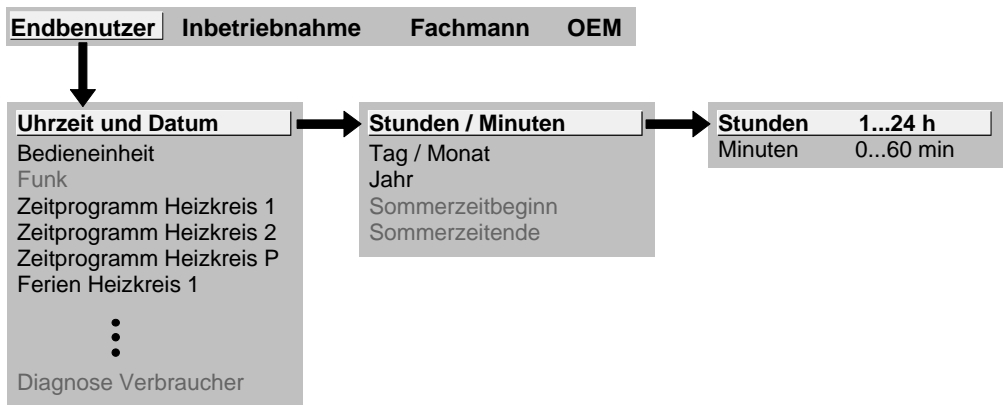 Endbenutzer Inbetriebnahme Fachmann OEM
Uhrzeit und Datum
Bedieneinheit
Funk
Zeitprogramm Heizkreis 1
Zeitprogramm Heizkreis 2
Zeitprogramm Heizkreis P
Ferien Heizkreis 1
Diagnose Verbraucher
Stunden / Minuten
Tag / Monat
Jahr
Sommerzeitbeginn
Sommerzeitende
Stunden 1...24 h
Minuten 0...60 min